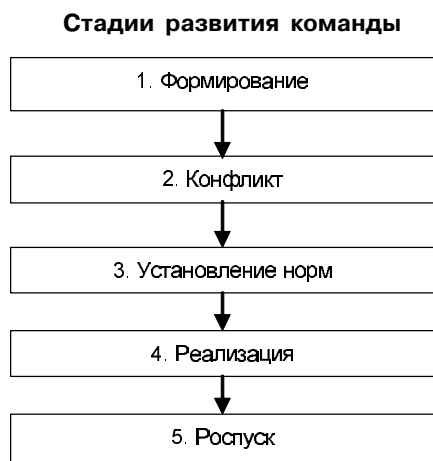 Стадии развития команды
1. Формирование
2. Конфликт
3. Установление норм
4. Реализация
5. Роспуск